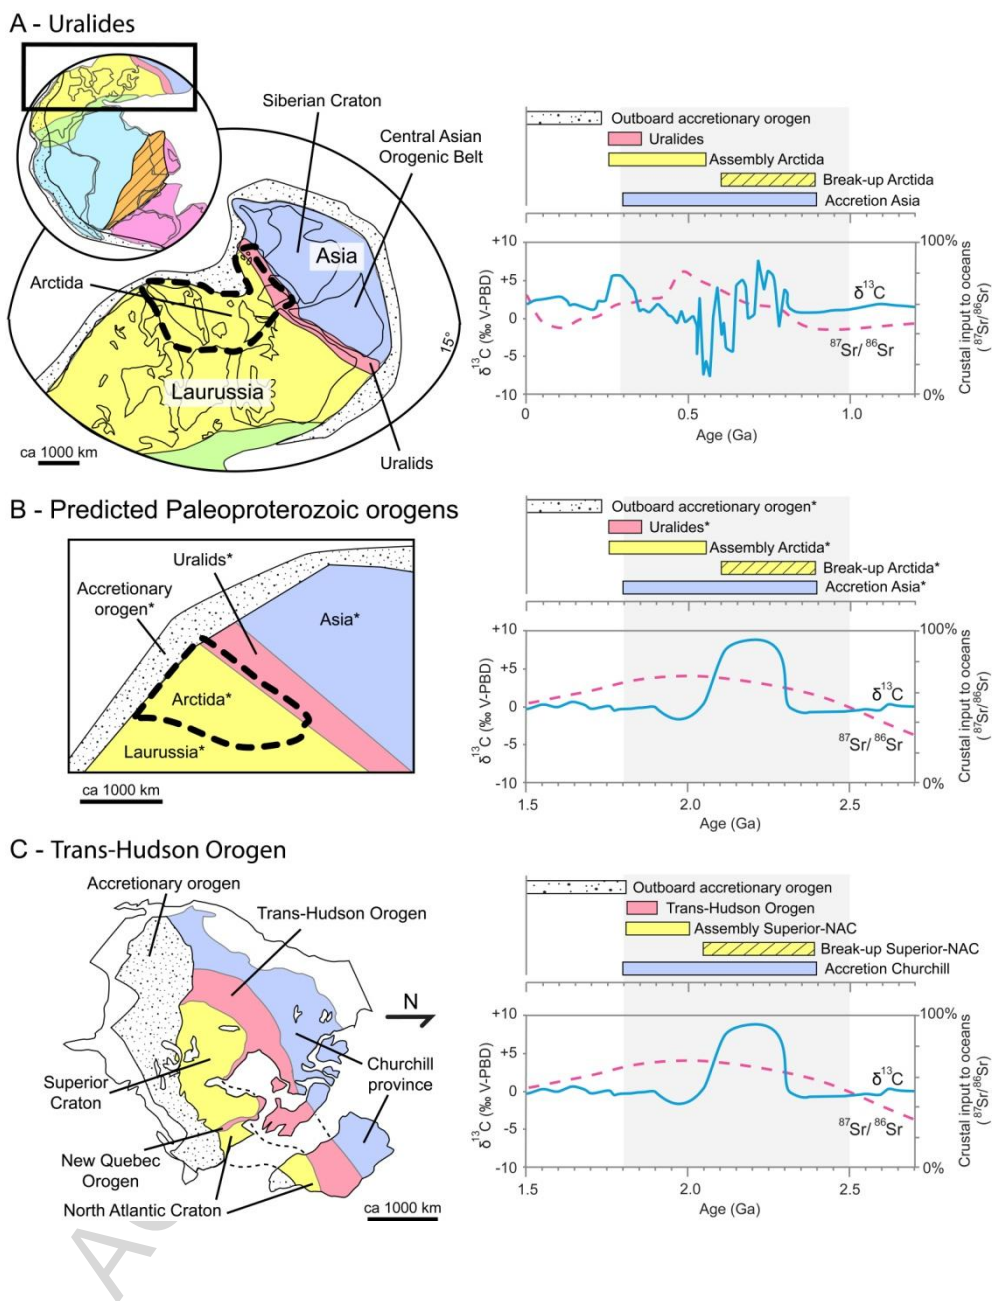 A - Uralides
Siberian Craton
Central Asian
Orogenic Belt
Arctida
Asia
Laurussia
15°
ca 1000 km
Uralids
Outboard accretionary orogen
Uralides
Assembly Arctida
Break-up Arctida
Accretion Asia
+10
+5
0
-5
-10
δ13C (‰ V-PBD)
100%
0%
Crustal input to oceans
(87Sr/86Sr)
δ13C
87Sr/ 86Sr
0
0.5
1.0
Age (Ga)
B - Predicted Paleoproterozoic orogens
Uralids*
Accretionary
orogen*
Asia*
Arctida*
Laurussia*
ca 1000 km
Outboard accretionary orogen*
Uralides*
Assembly Arctida*
Break-up Arctida*
Accretion Asia*
+10
+5
0
-5
-10
δ13C (‰ V-PBD)
100%
0%
Crustal input to oceans
(87Sr/86Sr)
δ13C
87Sr/ 86Sr
1.5
2.0
2.5
Age (Ga)
C - Trans-Hudson Orogen
Accretionary orogen
Trans-Hudson Orogen
N
Churchill
province
Superior
Craton
New Quebec
Orogen
North Atlantic Craton
ca 1000 km
Outboard accretionary orogen
Trans-Hudson Orogen
Assembly Superior-NAC
Break-up Superior-NAC
Accretion Churchill
+10
+5
0
-5
-10
δ13C (‰ V-PBD)
100%
0%
Crustal input to oceans
(87Sr/86Sr)
δ13C
87Sr/ 86Sr
1.5
2.0
2.5
Age (Ga)